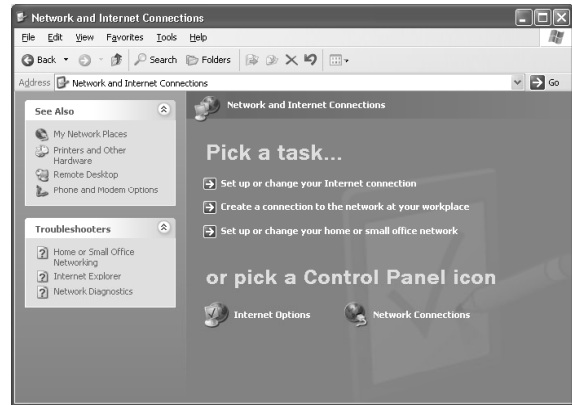 Network and Internet Connections
File Edit View Favorites Tools Help
Back Search Folders
Address Network and Internet Connections Go
See Also
My Network Places
Printers and Other
Hardware
Remote Desktop
Phone and Modem Options
Troubleshooters
Home or Small Office
Networking
Internet Explorer
Network Diagnostics
Network and Internet Connections
Pick a task...
Set up or change your Internet connection
Create a connection to the network at your workplace
Set up or change your home or small office network
or pick a Control Panel icon
Internet Options Network Connections